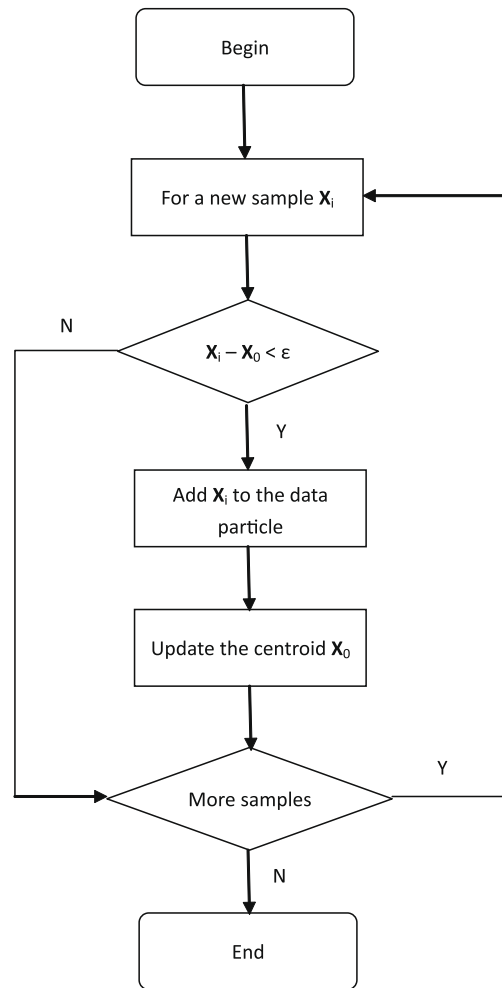 Begin
For a new sample Xᵢ
N
Xᵢ – X₀ < ε
Y
Add Xᵢ to the data
particle
Update the centroid X₀
Y
More samples
N
End